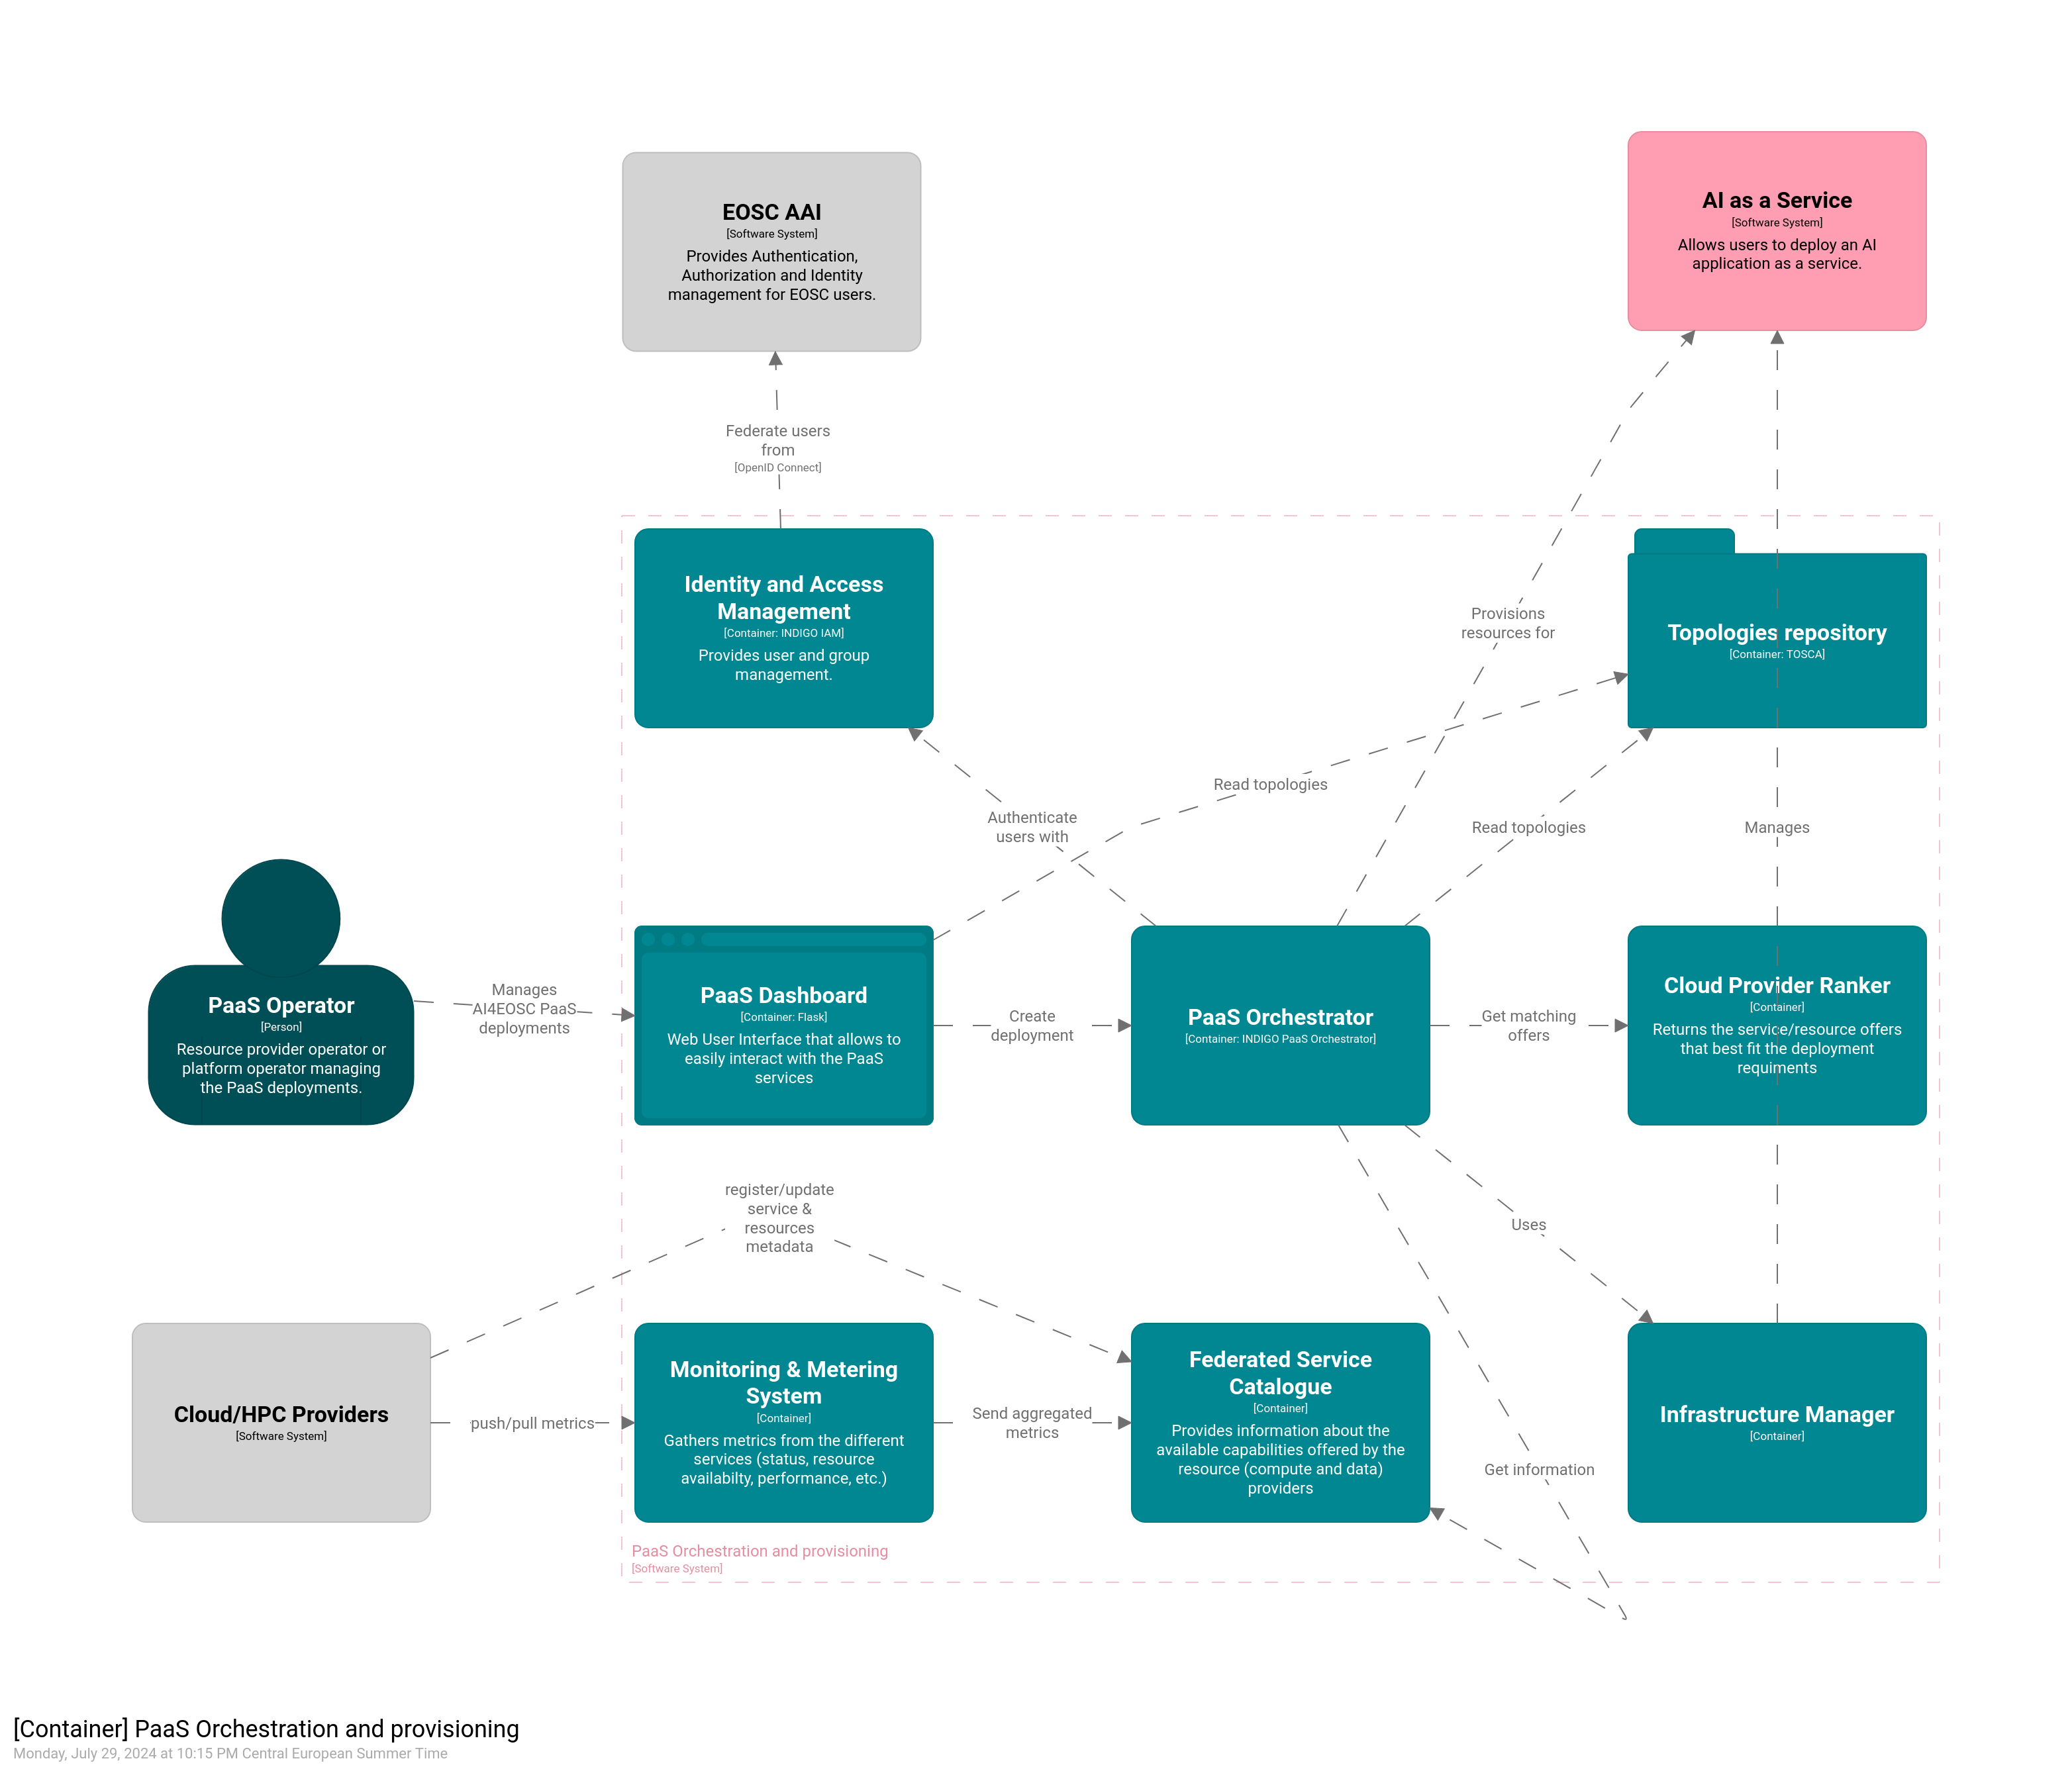 EOSC AAI
[Software System]
Provides Authentication,
Authorization and Identity
management for EOSC users.
AI as a Service
[Software System]
Allows users to deploy an AI
application as a service.
Federate users
from
[OpenID Connect]
Identity and Access
Management
[Container: INDIGO IAM]
Provides user and group
management.
Provisions
resources for
Topologies repository
[Container: TOSCA]
Read topologies
Authenticate
users with
Read topologies
Manages
PaaS Operator
[Person]
Resource provider operator or
platform operator managing
the PaaS deployments.
Manages
AI4EOSC PaaS
deployments
PaaS Dashboard
[Container: Flask]
Web User Interface that allows to
easily interact with the PaaS
services
Create
deployment
PaaS Orchestrator
[Container: INDIGO PaaS Orchestrator]
Get matching
offers
Cloud Provider Ranker
[Container]
Returns the service/resource offers
that best fit the deployment
requiments
register/update
service &
resources
metadata
Uses
Cloud/HPC Providers
[Software System]
push/pull metrics
Monitoring & Metering
System
[Container]
Gathers metrics from the different
services (status, resource
availabilty, performance, etc.)
Send aggregated
metrics
Federated Service
Catalogue
[Container]
Provides information about the
available capabilities offered by the
resource (compute and data)
providers
Get information
Infrastructure Manager
[Container]
PaaS Orchestration and provisioning
[Software System]
[Container] PaaS Orchestration and provisioning
Monday, July 29, 2024 at 10:15 PM Central European Summer Time